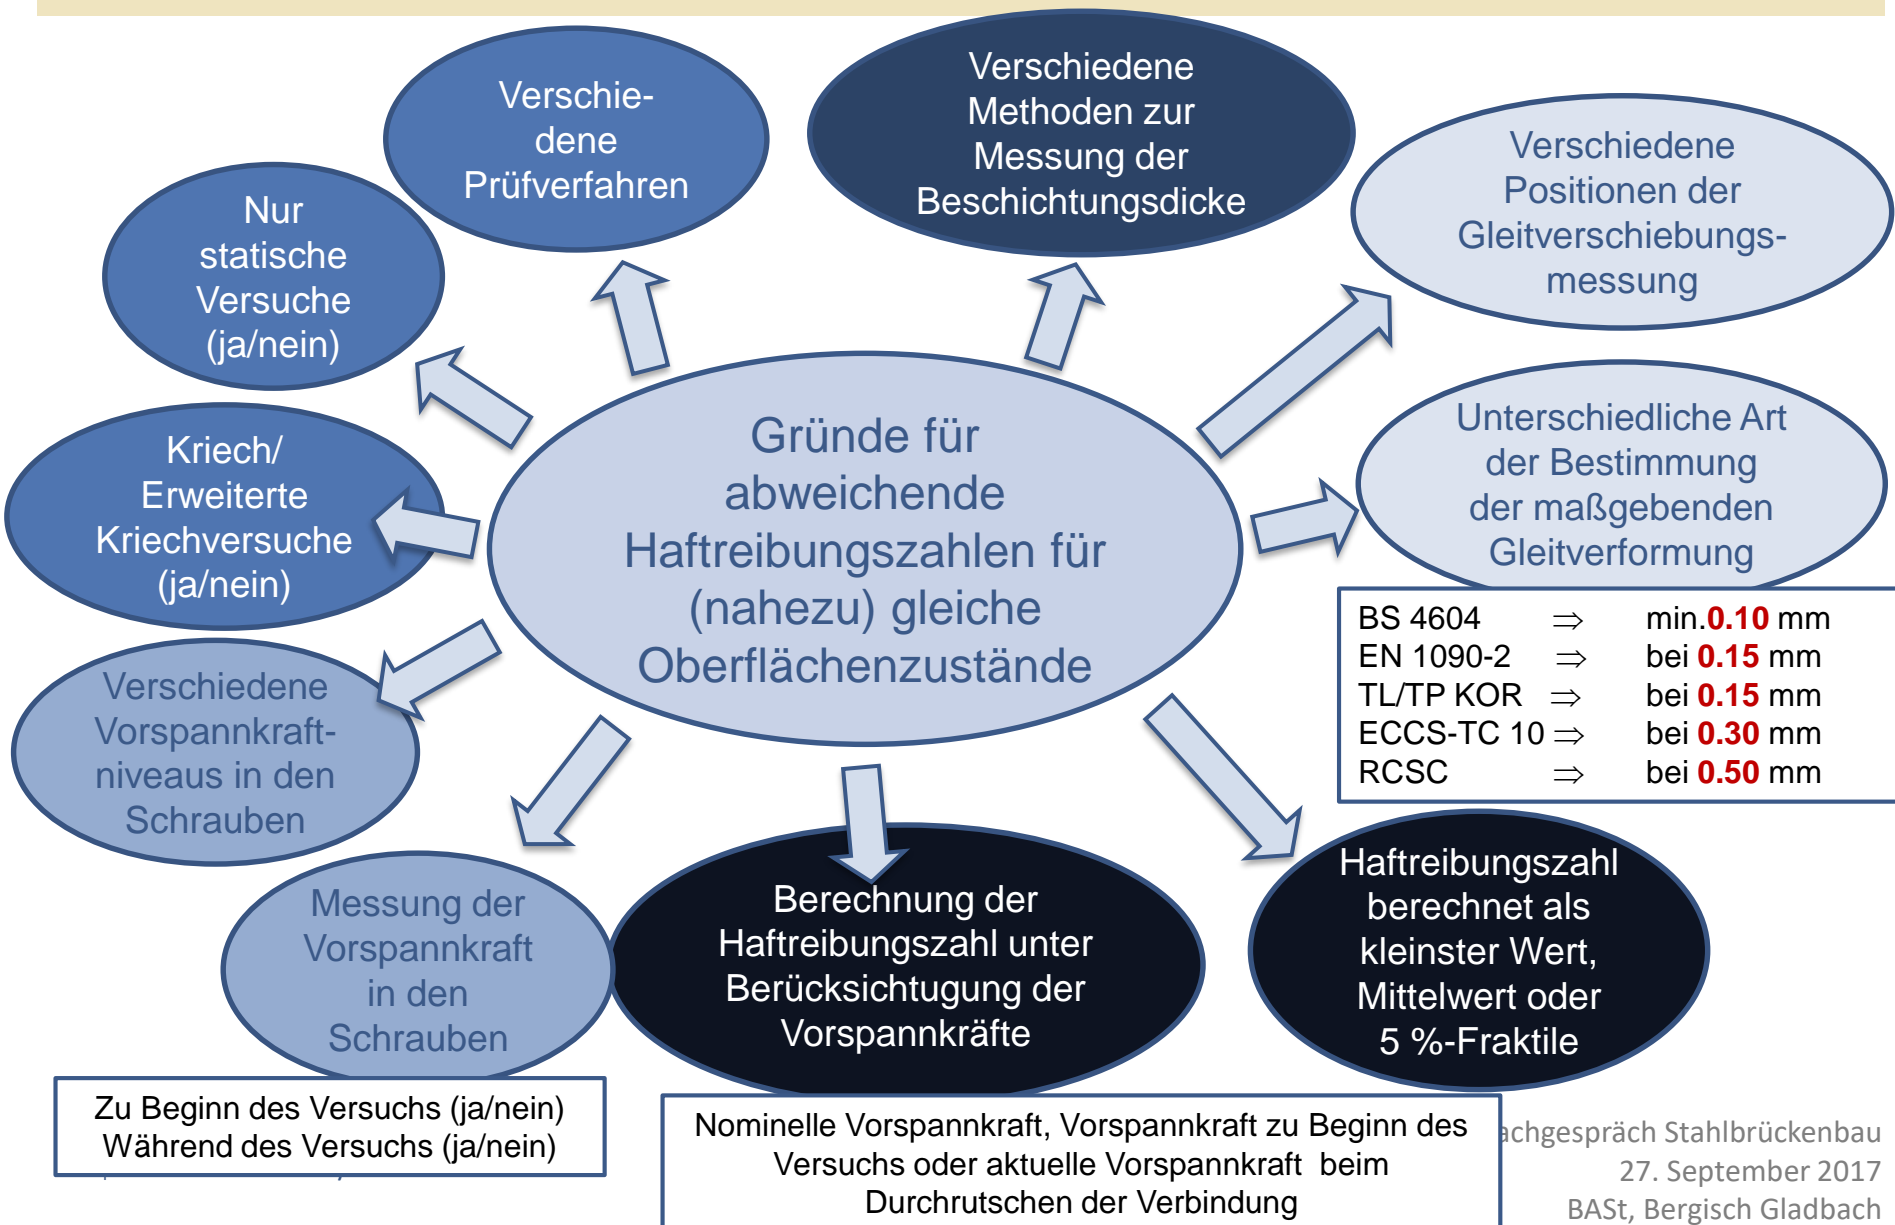 Verschie-
dene
Prüfverfahren
Verschiedene
Methoden zur
Messung der
Beschichtungsdicke
Verschiedene
Positionen der
Gleitverschiebungs-
messung
Nur
statische
Versuche
(ja/nein)
Gründe für
abweichende
Haftreibungszahlen für
(nahezu) gleiche
Oberflächenzustände
Unterschiedliche Art
der Bestimmung
der maßgebenden
Gleitverformung
BS 4604 ⇒ min.0.10 mm
EN 1090-2 ⇒ bei 0.15 mm
TL/TP KOR ⇒ bei 0.15 mm
ECCS-TC 10 ⇒ bei 0.30 mm
RCSC ⇒ bei 0.50 mm
Kriech/
Erweiterte
Kriechversuche
(ja/nein)
Verschiedene
Vorspannkraft-
niveaus in den
Schrauben
Messung der
Vorspannkraft
in den
Schrauben
Zu Beginn des Versuchs (ja/nein)
Während des Versuchs (ja/nein)
Berechnung der
Haftreibungszahl unter
Berücksichtugung der
Vorspannkräfte
Nominelle Vorspannkraft, Vorspannkraft zu Beginn des
Versuchs oder aktuelle Vorspannkraft beim
Durchrutschen der Verbindung
Haftreibungszahl
berechnet als
kleinster Wert,
Mittelwert oder
5 %-Fraktile
achgespräch Stahlbrückenbau
27. September 2017
BASt, Bergisch Gladbach